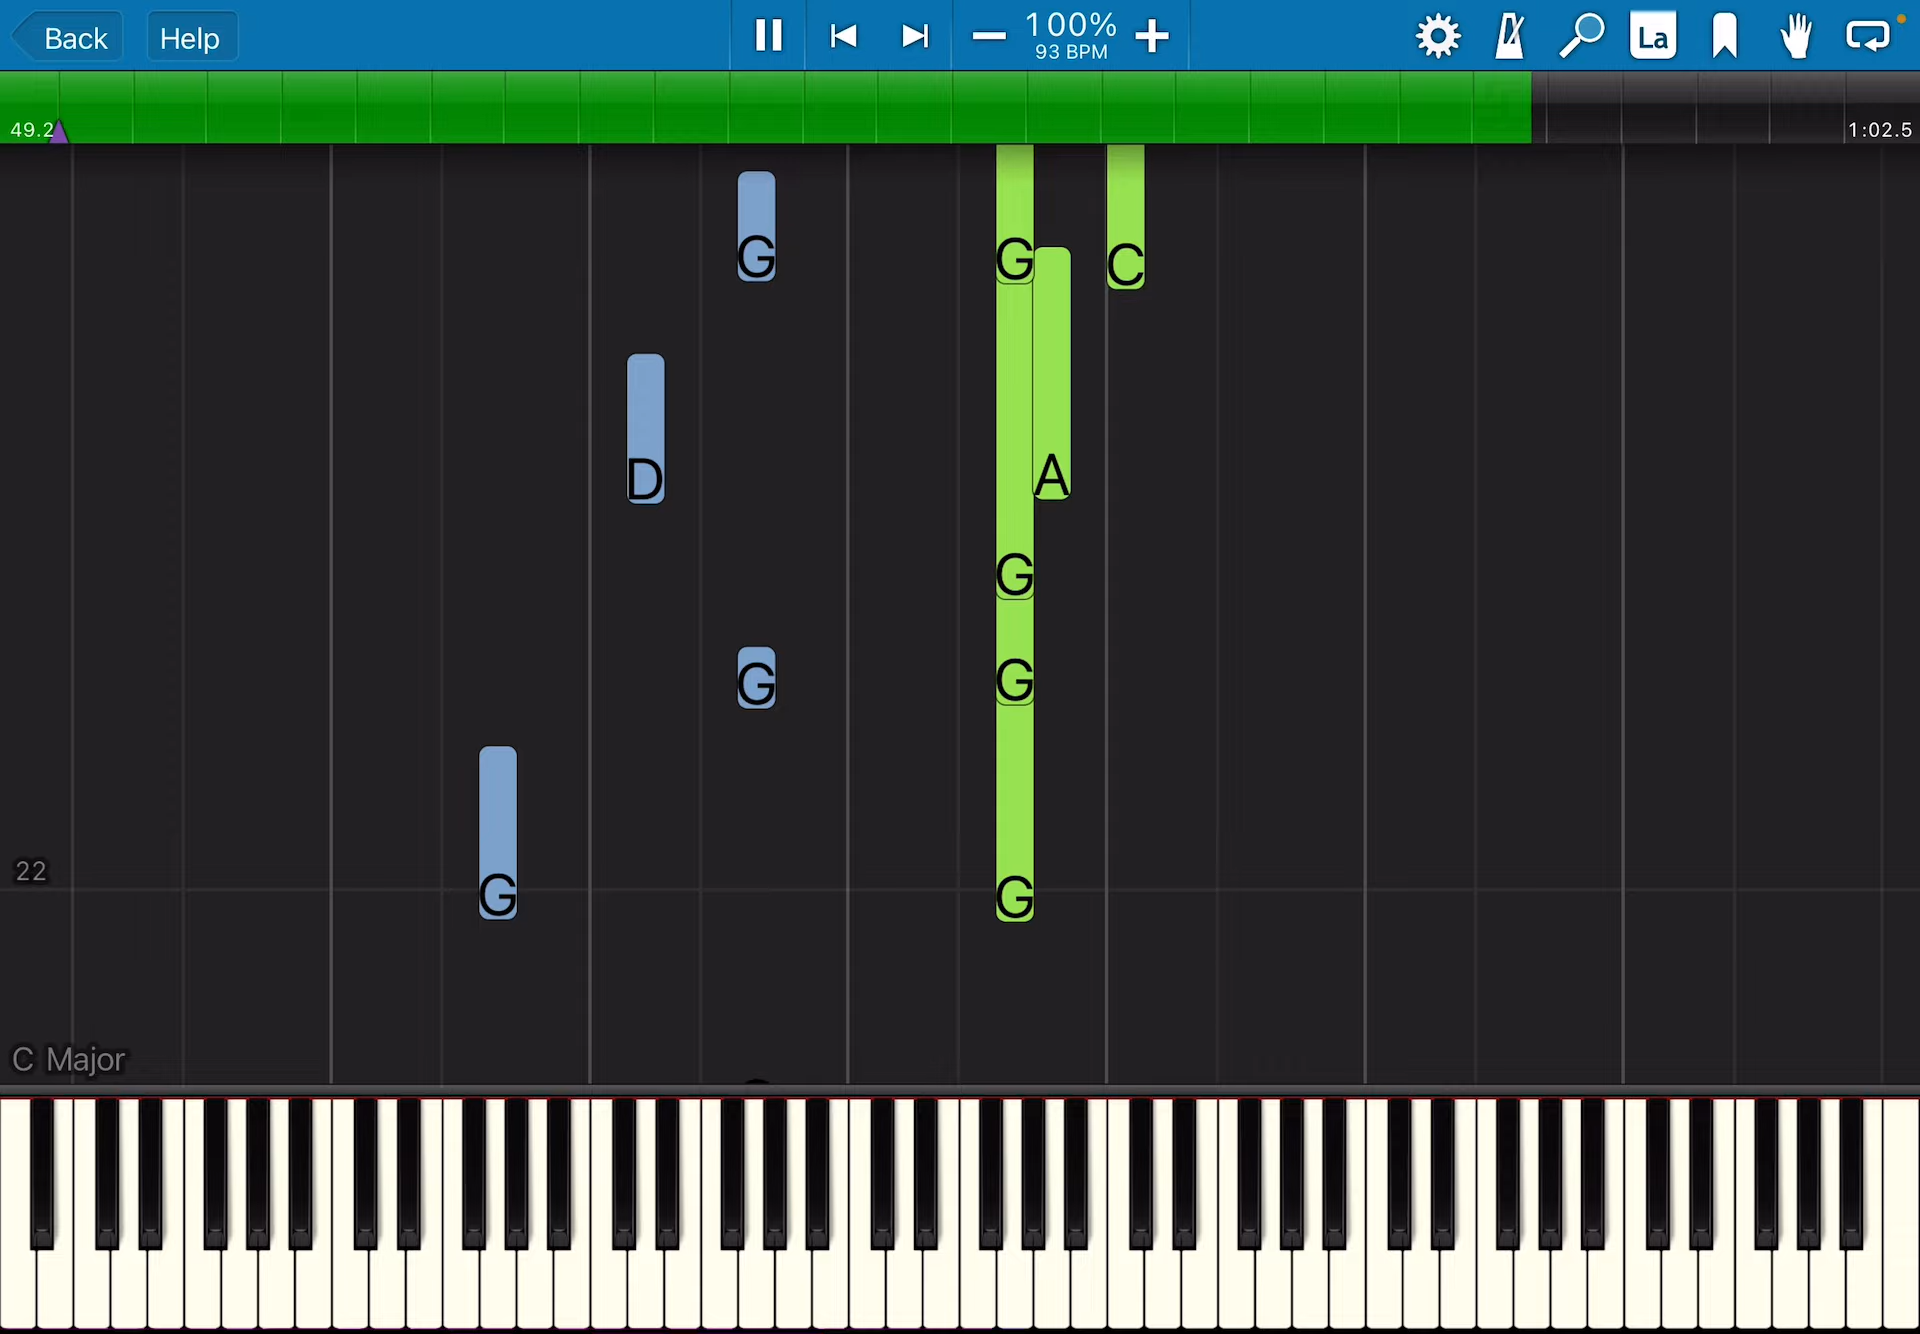 Back Help 100%
93 BPM
La
49.2 1:02.5
G G C
D A
G
G G
22 G G
C Major